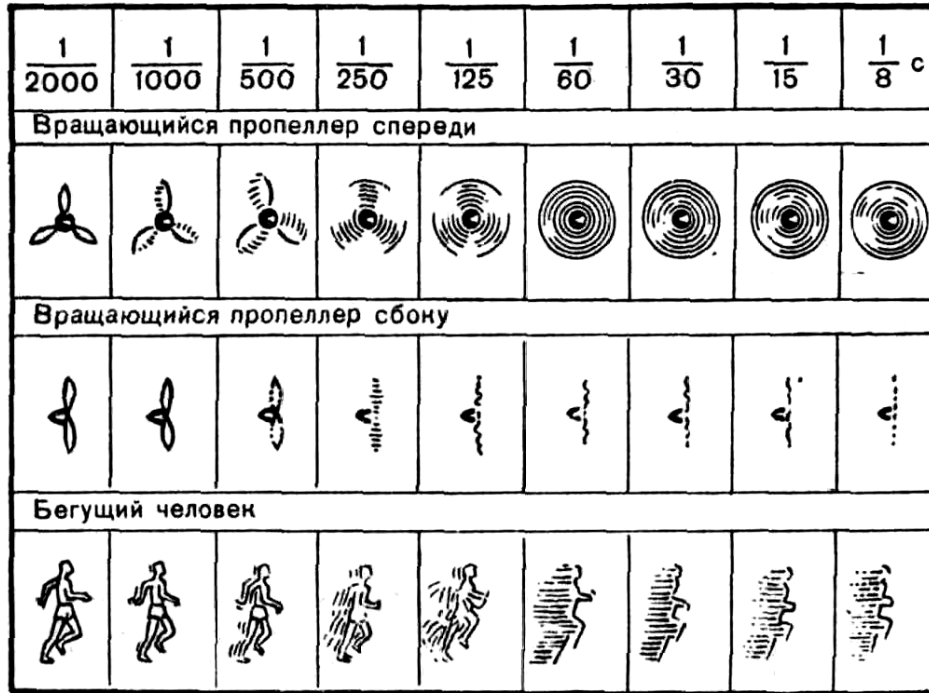 1/2000 1/1000 1/500 1/250 1/125 1/60 1/30 1/15 1/8 с
Вращающийся пропеллер спереди
Вращающийся пропеллер сбоку
Бегущий человек